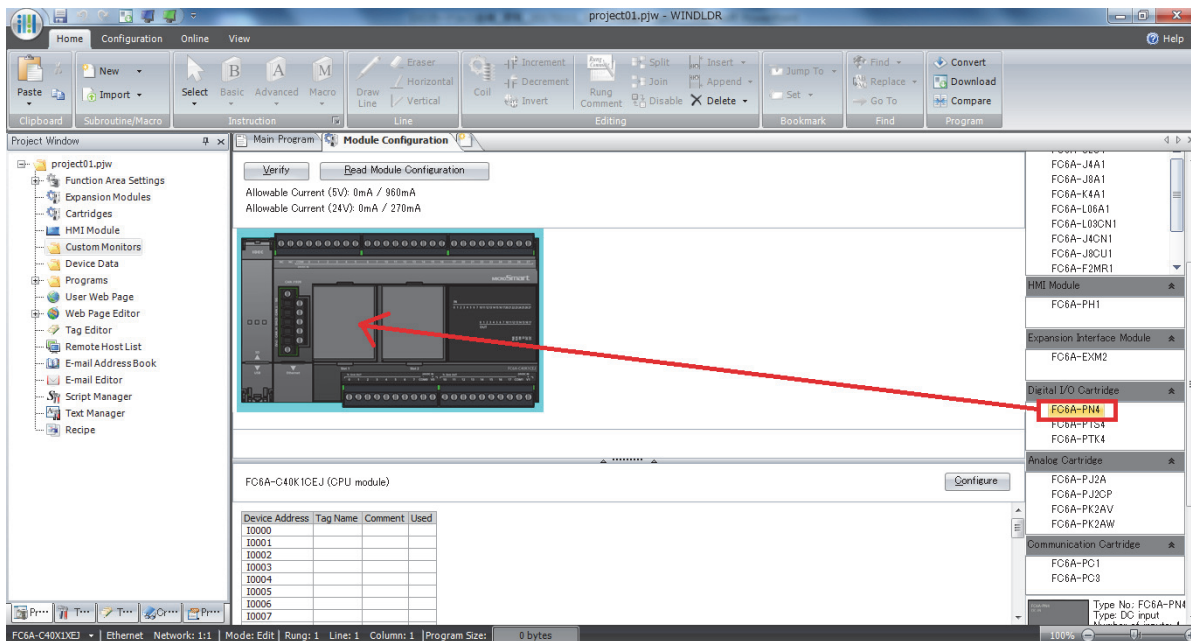 project01.pjw - WINDLDR
Home Configuration Online View Help
Paste
New
Import
Select
Basic Advanced Macro
Draw Line
Eraser
Horizontal
Vertical
Coil
Increment
Decrement
Invert
Rung Comment
Split
Join
Disable
Insert
Append
Delete
Jump To
Set
Find
Replace
Go To
Convert
Download
Compare
Clipboard Subroutine/Macro Instruction Line Editing Bookmark Find Program
Project Window
project01.pjw
Function Area Settings
Expansion Modules
Cartridges
HMI Module
Custom Monitors
Device Data
Programs
User Web Page
Web Page Editor
Tag Editor
Remote Host List
E-mail Address Book
E-mail Editor
Script Manager
Text Manager
Recipe
Pr··· T··· T··· Cr··· Pr···
Main Program Module Configuration
Verify Read Module Configuration
Allowable Current (5V): 0mA / 960mA
Allowable Current (24V): 0mA / 270mA
FC6A-C40K1CEJ (CPU module)
Configure
Device Address Tag Name Comment Used
I0000
I0001
I0002
I0003
I0004
I0005
I0006
I0007
FC6A-J4A1
FC6A-J8A1
FC6A-K4A1
FC6A-L06A1
FC6A-L03CN1
FC6A-J4CN1
FC6A-J8CU1
FC6A-F2MR1
HMI Module
FC6A-PH1
Expansion Interface Module
FC6A-EXM2
Digital I/O Cartridge
FC6A-PN4
FC6A-PTS4
FC6A-PTK4
Analog Cartridge
FC6A-PJ2A
FC6A-PJ2CP
FC6A-PK2AV
FC6A-PK2AW
Communication Cartridge
FC6A-PC1
FC6A-PC3
Type No: FC6A-PN4
Type: DC input
FC6A-C40X1XEJ Ethernet Network: 1:1 Mode: Edit Rung: 1 Line: 1 Column: 1 Program Size: 0 bytes 100%